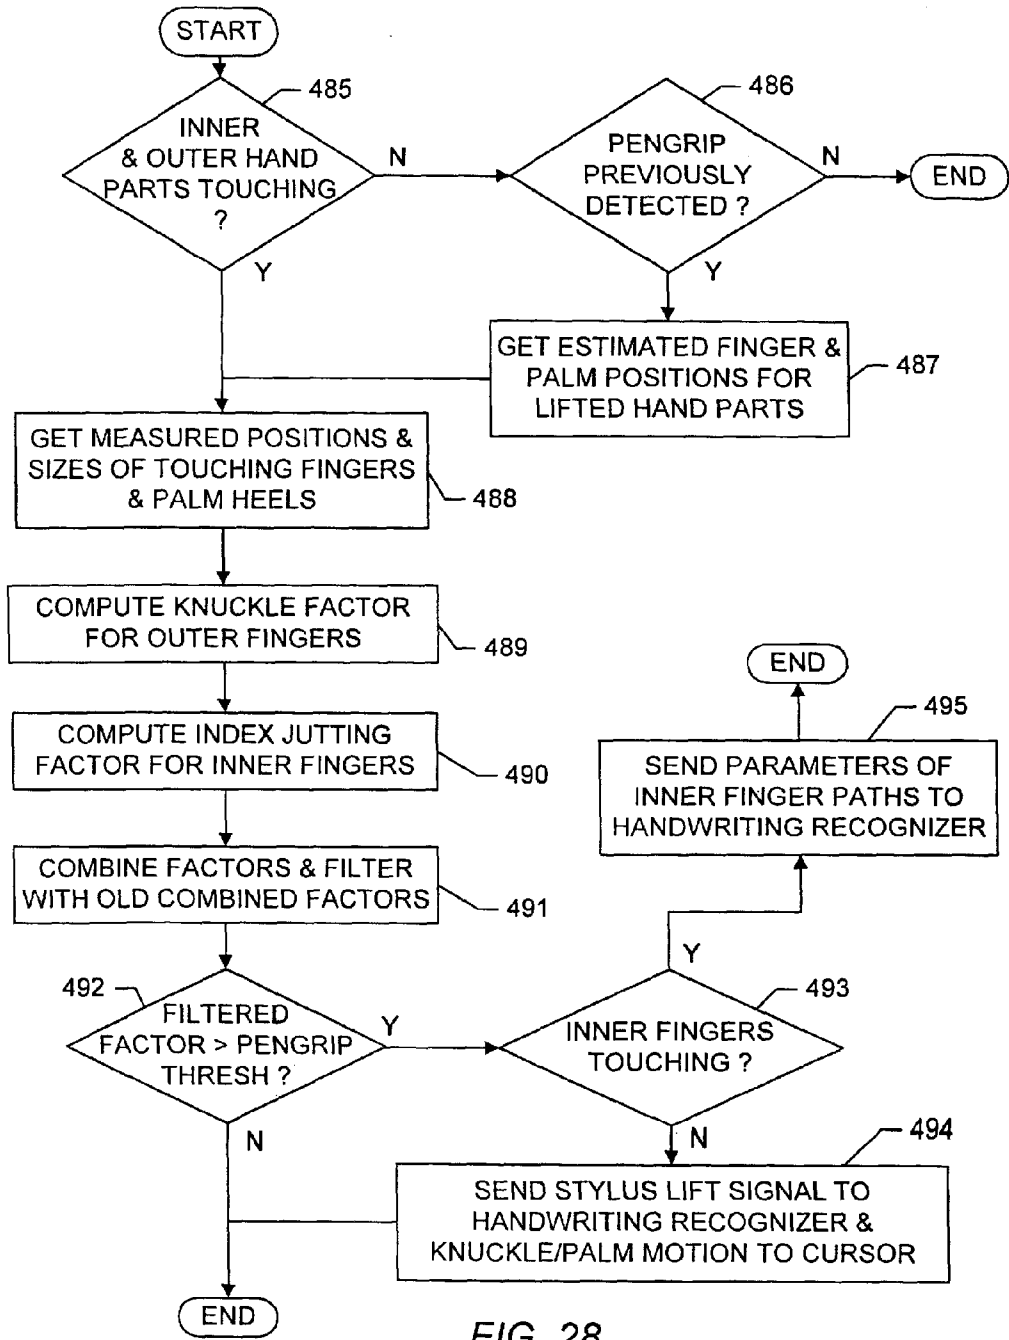 START
485
INNER
& OUTER HAND
PARTS TOUCHING
?
N
Y
486
PENGRIP
PREVIOUSLY
DETECTED ?
N
END
Y
GET ESTIMATED FINGER &
PALM POSITIONS FOR
LIFTED HAND PARTS
487
GET MEASURED POSITIONS &
SIZES OF TOUCHING FINGERS
& PALM HEELS
488
COMPUTE KNUCKLE FACTOR
FOR OUTER FINGERS
489
COMPUTE INDEX JUTTING
FACTOR FOR INNER FINGERS
490
COMBINE FACTORS & FILTER
WITH OLD COMBINED FACTORS
491
492
FILTERED
FACTOR > PENGRIP
THRESH ?
Y
N
END
495
SEND PARAMETERS OF
INNER FINGER PATHS TO
HANDWRITING RECOGNIZER
Y
493
INNER FINGERS
TOUCHING ?
N
494
SEND STYLUS LIFT SIGNAL TO
HANDWRITING RECOGNIZER &
KNUCKLE/PALM MOTION TO CURSOR
END
FIG. 28